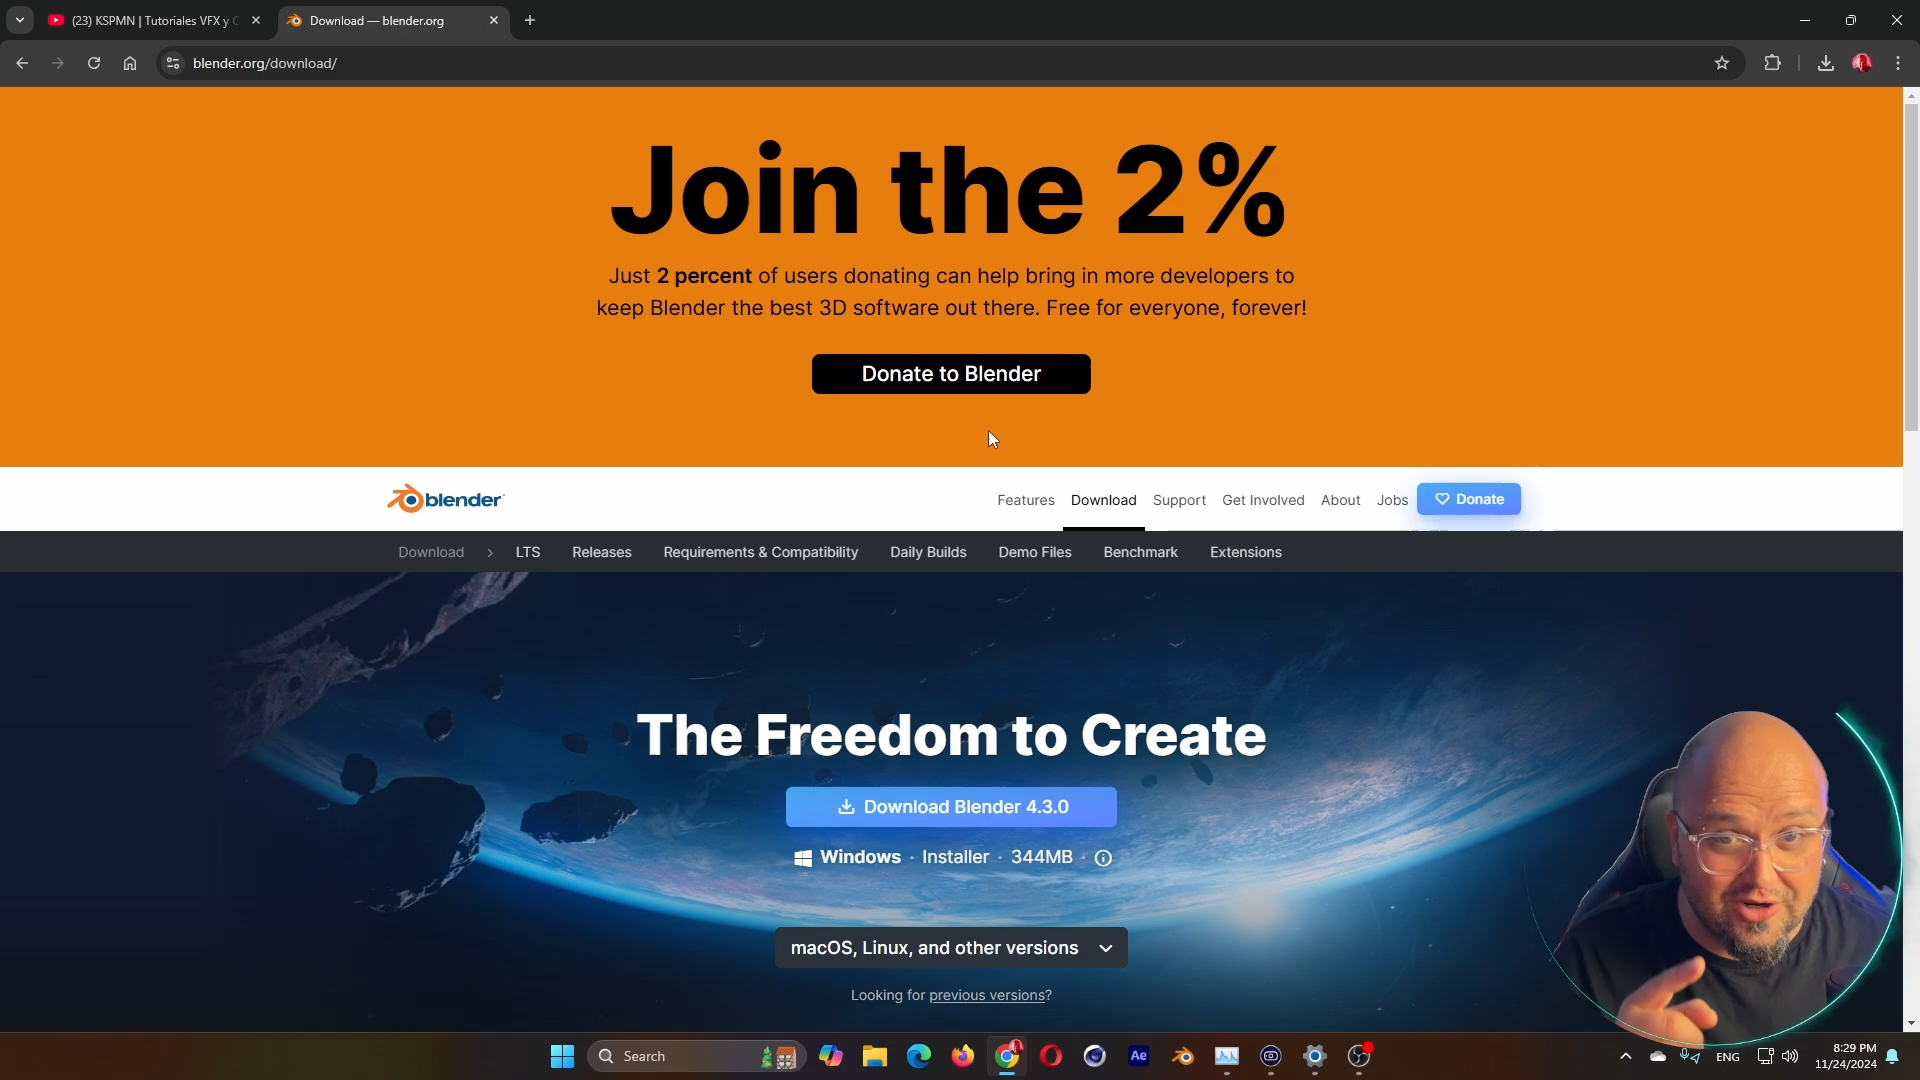 (23) KSPMN | Tutoriales VFX y
Download — blender.org
blender.org/download/
Join the 2%
Just 2 percent of users donating can help bring in more developers to
keep Blender the best 3D software out there. Free for everyone, forever!
Donate to Blender
blender
Features Download Support Get Involved About Jobs Donate
Download > LTS Releases Requirements & Compatibility Daily Builds Demo Files Benchmark Extensions
The Freedom to Create
Download Blender 4.3.0
Windows · Installer · 344MB ·
macOS, Linux, and other versions
Looking for previous versions?
Search
Ae
ENG
8:29 PM
11/24/2024